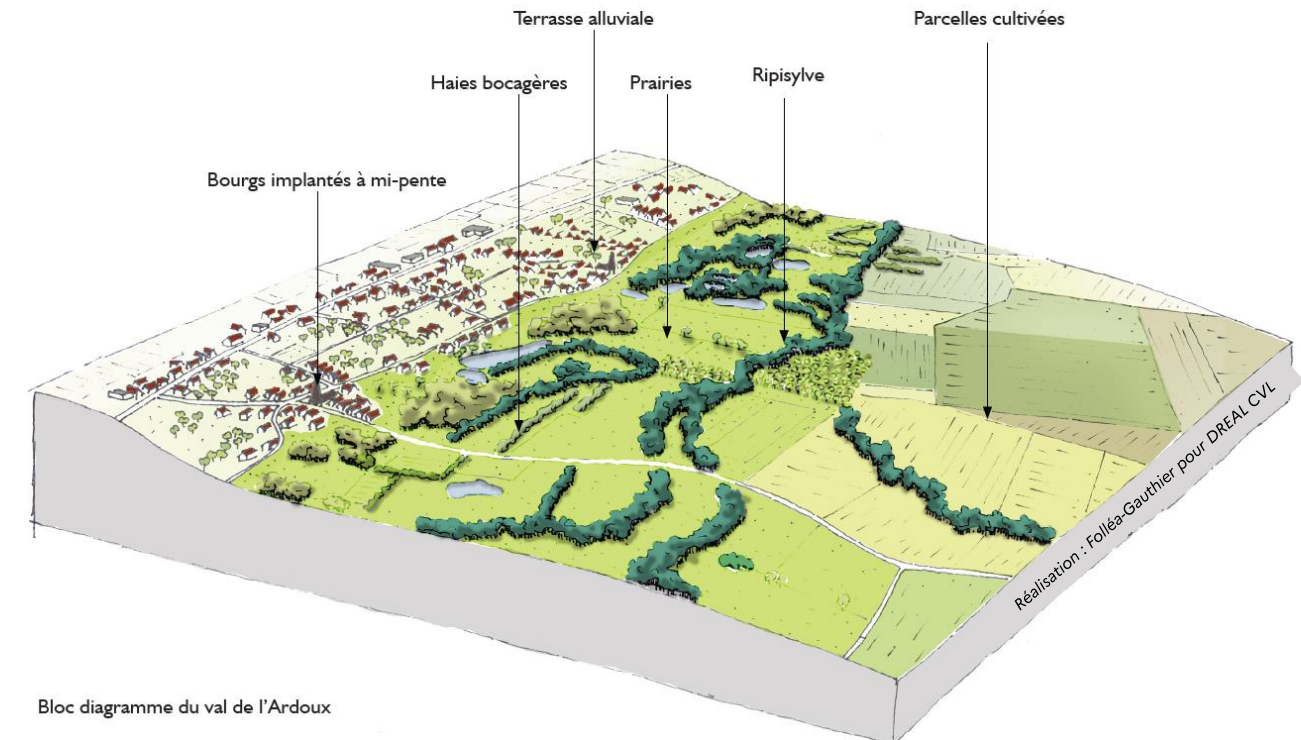 Terrasse alluviale
Parcelles cultivées
Haies bocagères
Prairies
Ripisylve
Bourgs implantés à mi-pente
Réalisation : Folléa-Gauthier pour DREAL CVL
Bloc diagramme du val de l'Ardoux